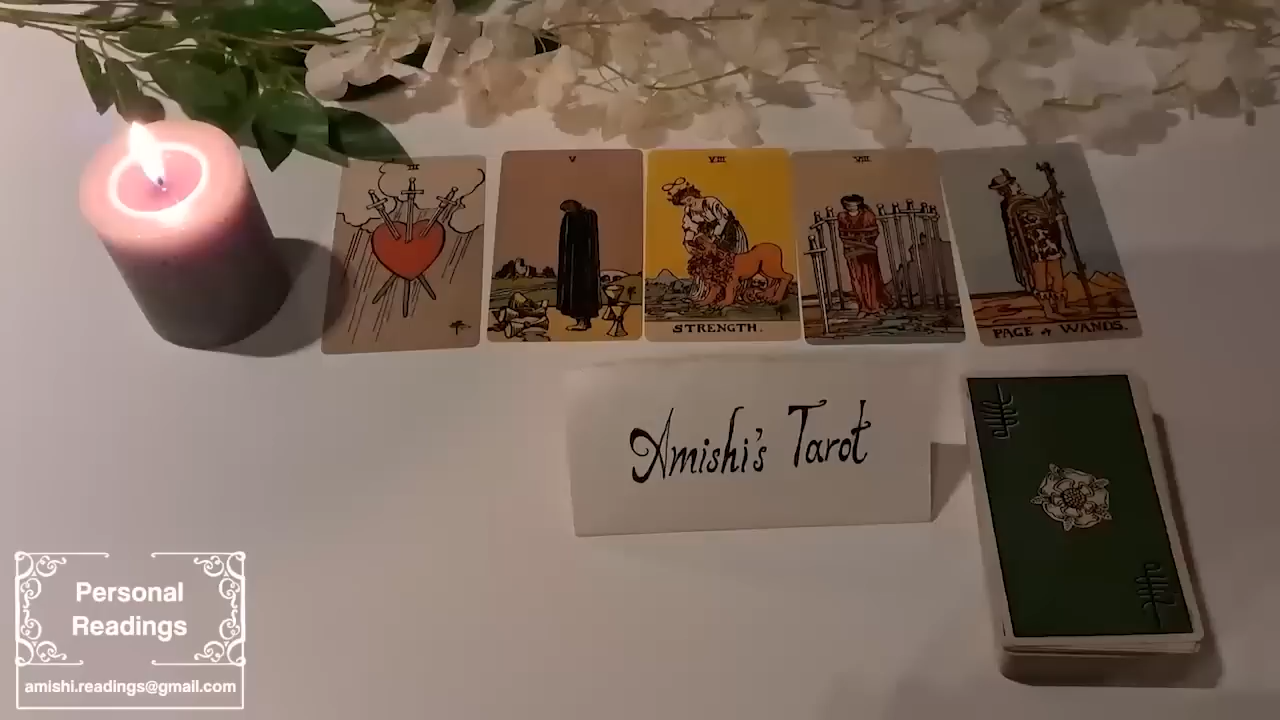 III
V
VIII
VIII
STRENGTH.
PAGE of WANDS.
Amishi's Tarot
Personal
Readings
amishi.readings@gmail.com